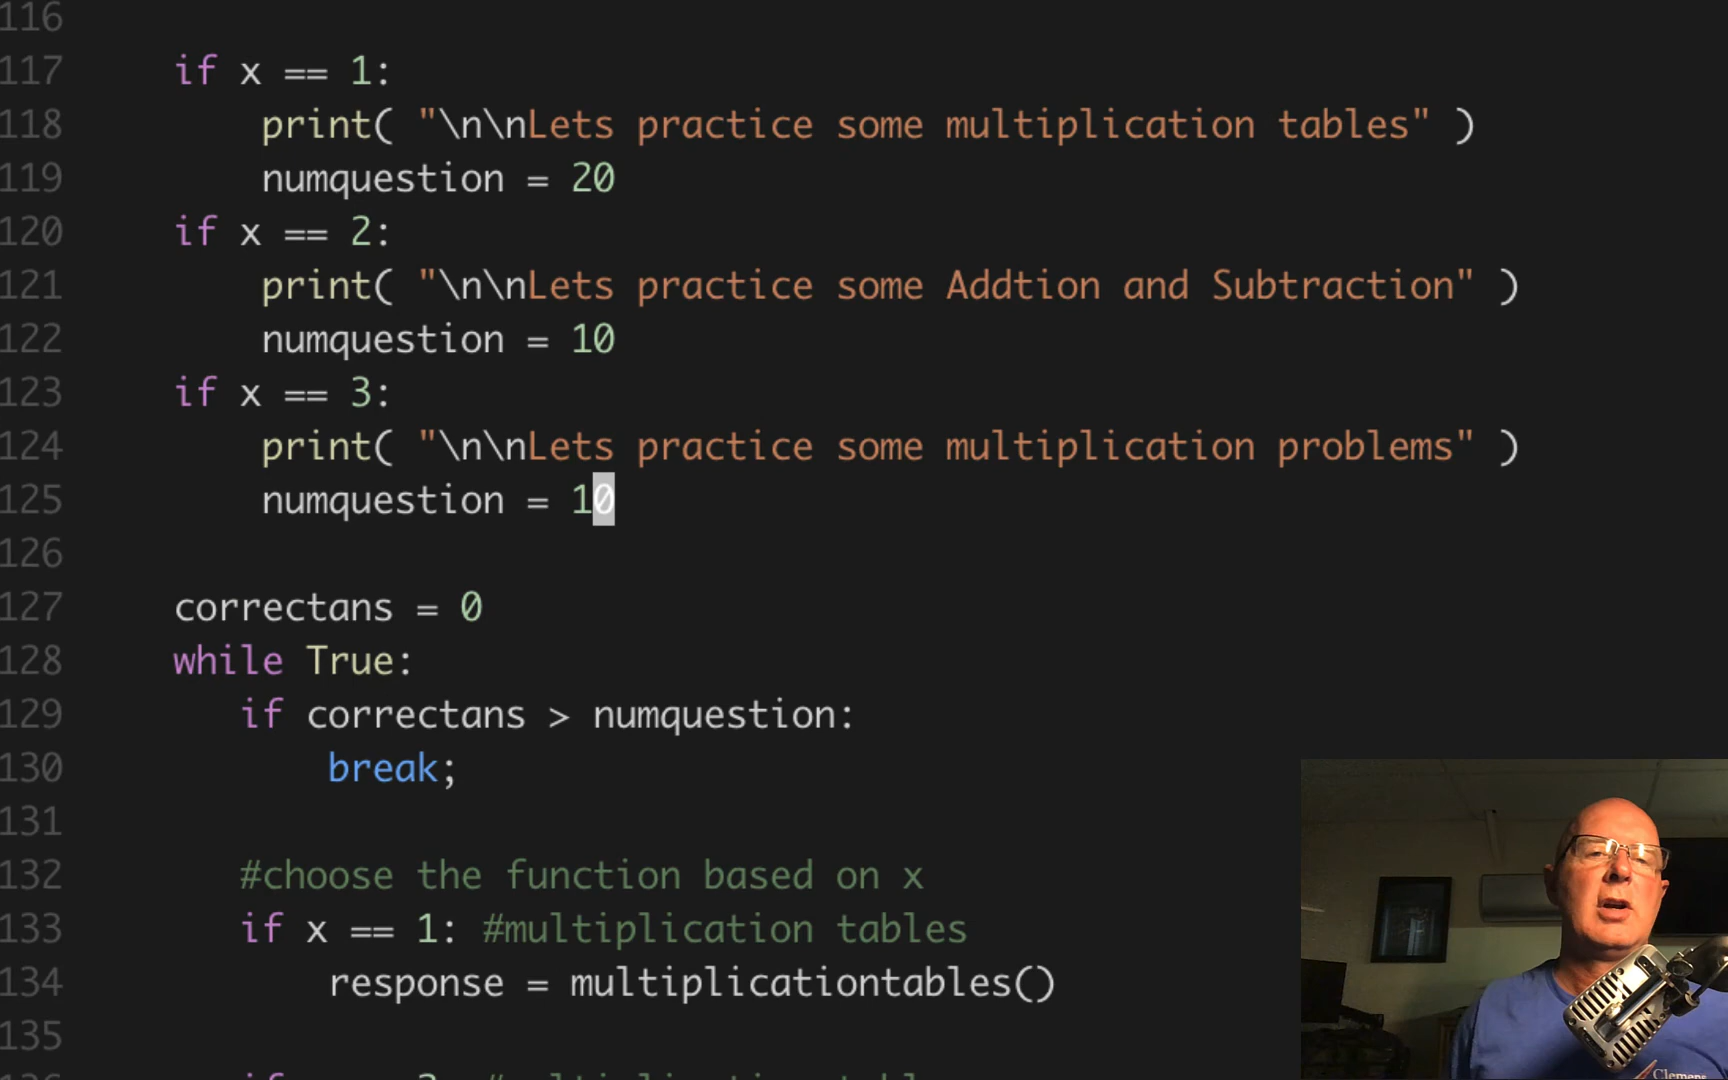 116
117 if x == 1:
118 print( "\n\nLets practice some multiplication tables" )
119 numquestion = 20
120 if x == 2:
121 print( "\n\nLets practice some Addtion and Subtraction" )
122 numquestion = 10
123 if x == 3:
124 print( "\n\nLets practice some multiplication problems" )
125 numquestion = 10
126
127 correctans = 0
128 while True:
129 if correctans > numquestion:
130 break;
131
132 #choose the function based on x
133 if x == 1: #multiplication tables
134 response = multiplicationtables()
135